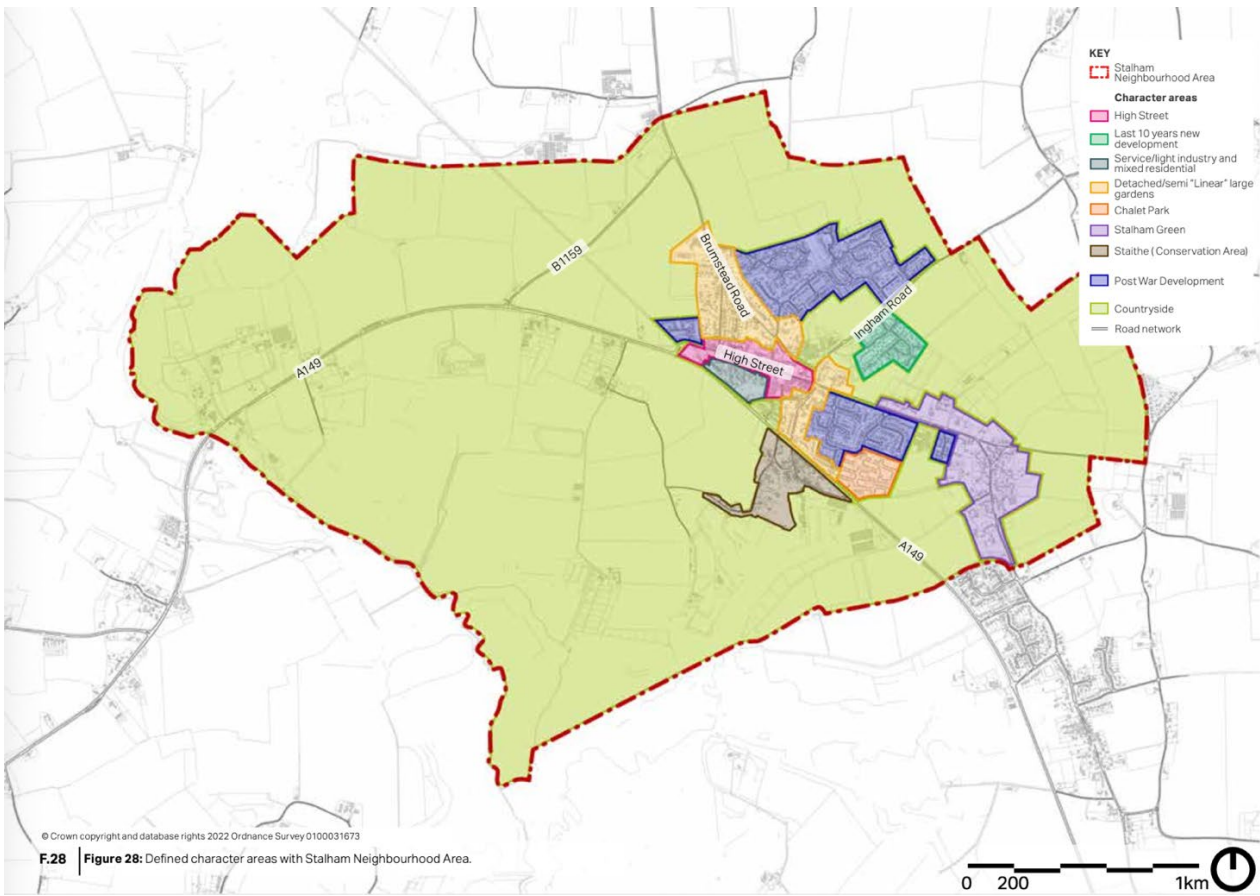 KEY
Stalham
Neighbourhood Area
Character areas
High Street
Last 10 years new
development
Service/light industry and
mixed residential
Detached/semi "Linear" large
gardens
Chalet Park
Stalham Green
Staithe ( Conservation Area)
Post War Development
Countryside
Road network
Brumstead Road
B1159
Ingham Road
High Street
A149
A149
© Crown copyright and database rights 2022 Ordnance Survey 0100031673
F.28 Figure 28: Defined character areas with Stalham Neighbourhood Area.
0 200 1km